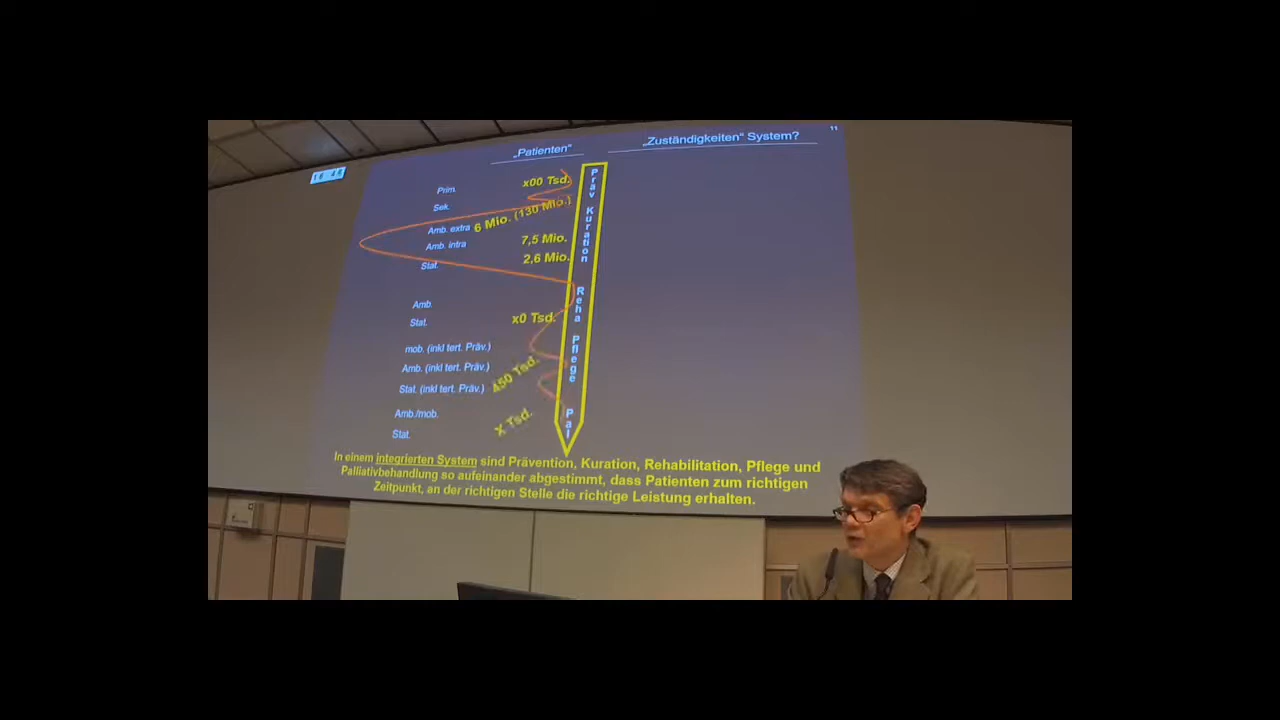 11
„Patienten“
„Zuständigkeiten“ System?
16 46
Prim.
x00 Tsd.
Sek.
Amb. extra 6 Mio. (130 Mio.)
Amb. intra 7,5 Mio.
Stat. 2,6 Mio.
Amb.
Stat. x0 Tsd.
mob. (inkl tert. Präv.)
Amb. (inkl tert. Präv.)
450 Tsd.
Stat. (inkl tert. Präv.)
Amb./mob.
X Tsd.
Stat.
Präv Kuration Reha Pflege Pal
In einem integrierten System sind Prävention, Kuration, Rehabilitation, Pflege und
Palliativbehandlung so aufeinander abgestimmt, dass Patienten zum richtigen
Zeitpunkt, an der richtigen Stelle die richtige Leistung erhalten.